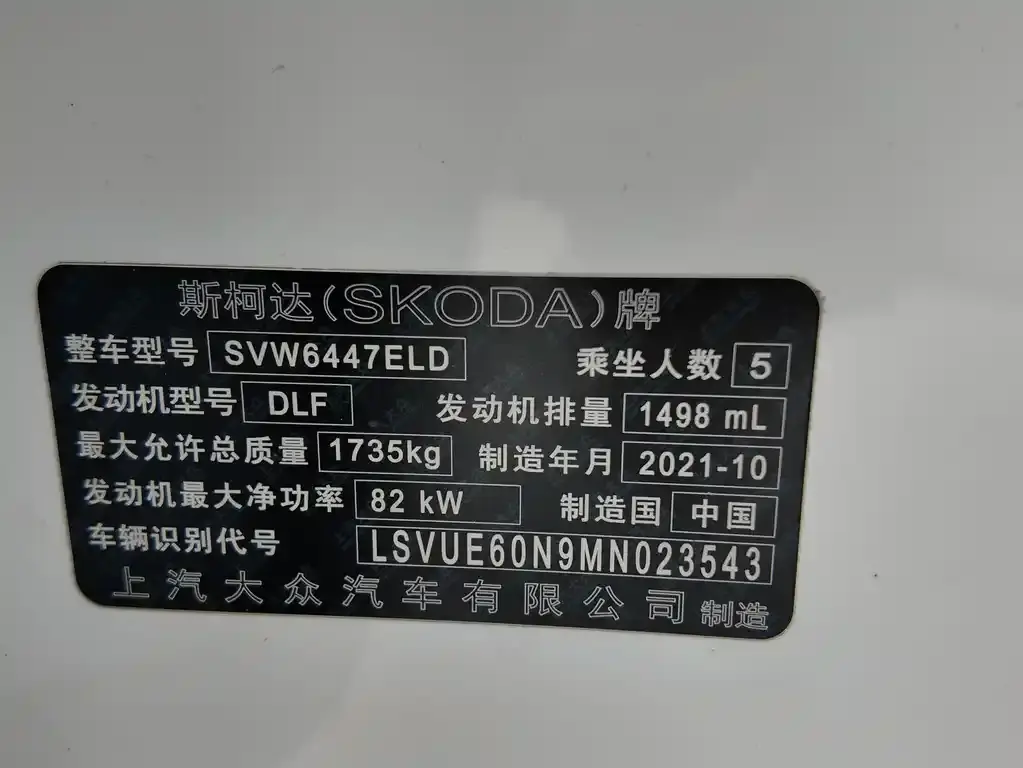 斯柯达(SKODA)牌
整车型号 SVW6447ELD 乘坐人数 5
发动机型号 DLF 发动机排量 1498 mL
最大允许总质量 1735kg 制造年月 2021-10
发动机最大净功率 82 kW 制造国 中国
车辆识别代号 LSVUE60N9MN023543
上汽大众汽车有限公司 制造